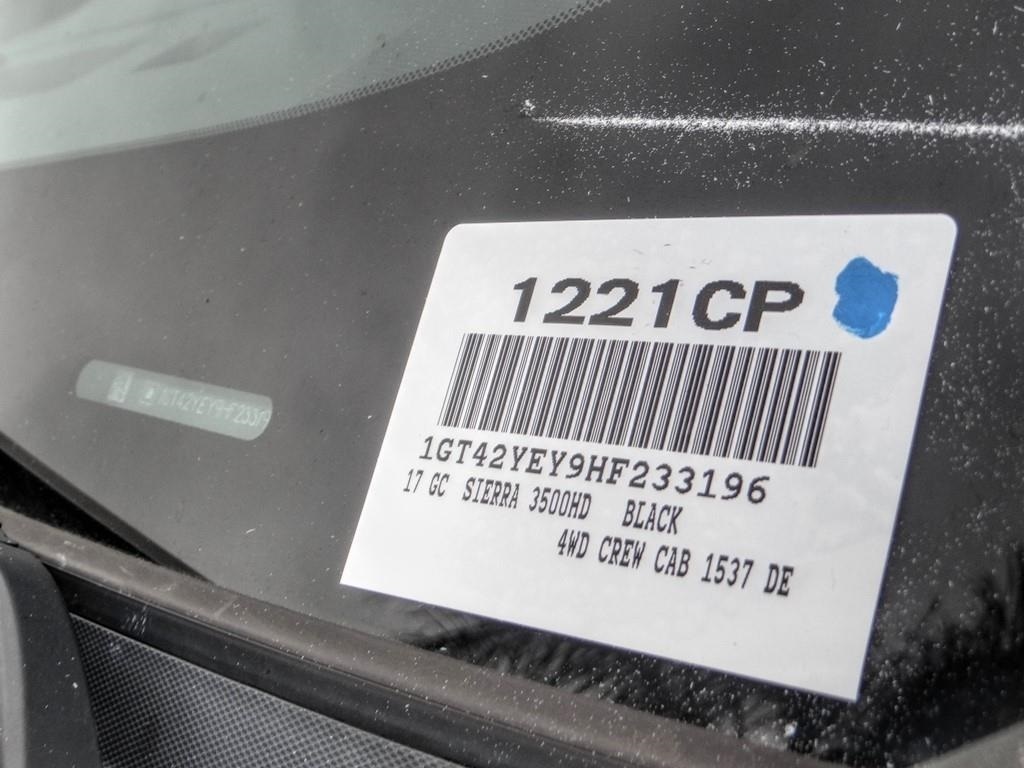 1221CP
1GT42YEY9HF233196
17 GC SIERRA 3500HD BLACK
4WD CREW CAB 1537 DE